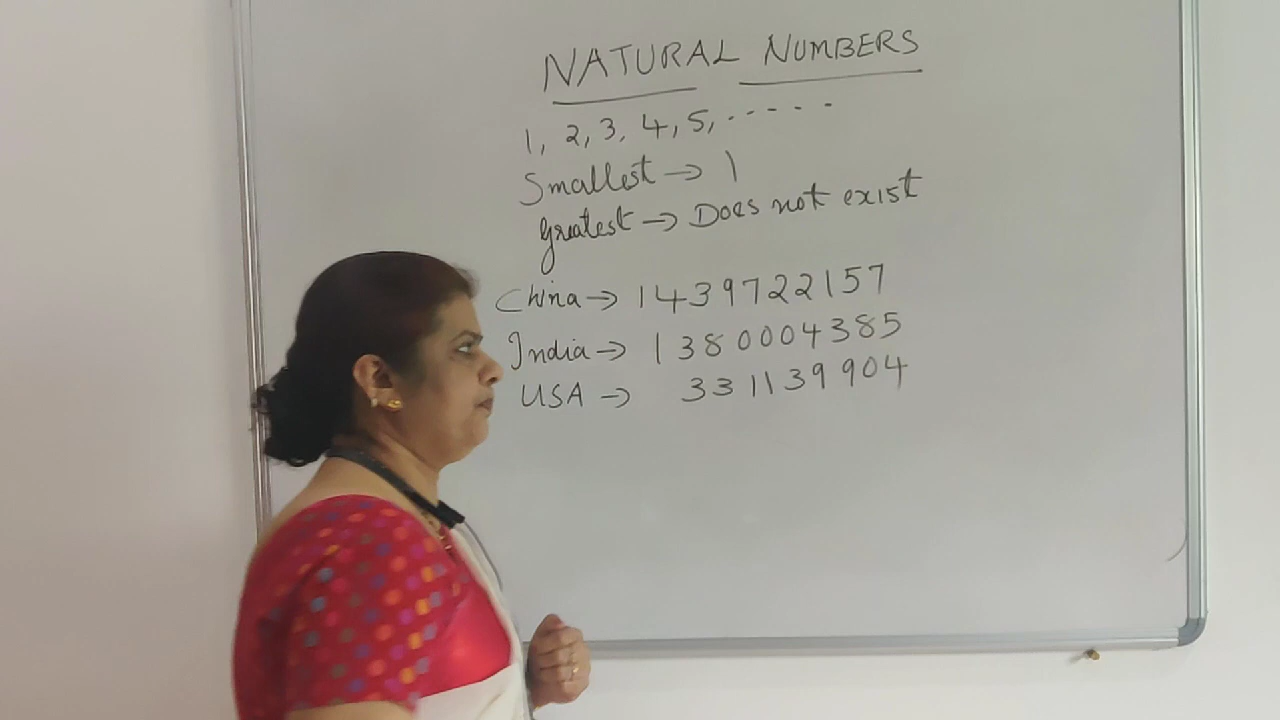 NATURAL NUMBERS
1, 2, 3, 4, 5, .-----
Smallest → 1
Greatest → Does not exist
China → 1439722157
India → 1380004385
USA → 331139904